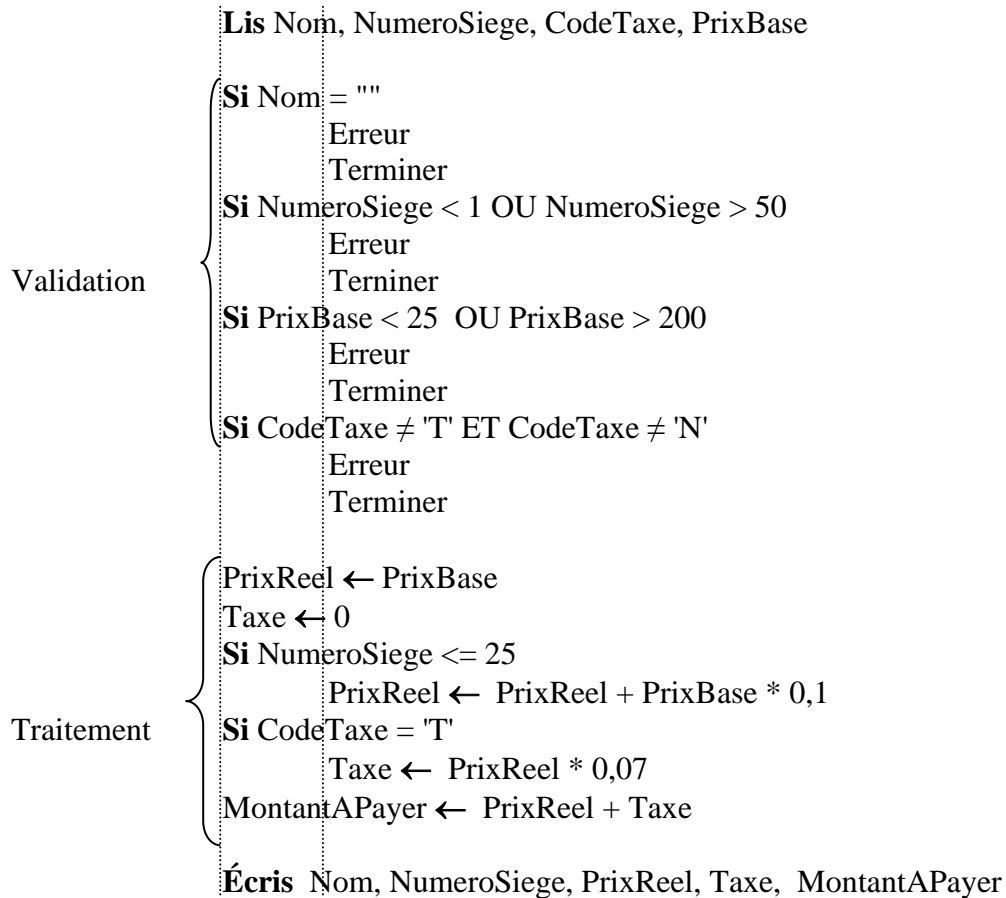 Lis Nom, NumeroSiege, CodeTaxe, PrixBase
Si Nom = ""
Erreur
Terminer
Si NumeroSiege < 1 OU NumeroSiege > 50
Erreur
Validation
Terniner
Si PrixBase < 25  OU PrixBase > 200
Erreur
Terminer
Si CodeTaxe ≠ 'T' ET CodeTaxe ≠ 'N'
Erreur
Terminer
PrixReel ← PrixBase
Taxe ← 0
Si NumeroSiege <= 25
PrixReel ← PrixReel + PrixBase * 0,1
Traitement
Si CodeTaxe = 'T'
Taxe ← PrixReel * 0,07
MontantAPayer ← PrixReel + Taxe
Écris Nom, NumeroSiege, PrixReel, Taxe, MontantAPayer